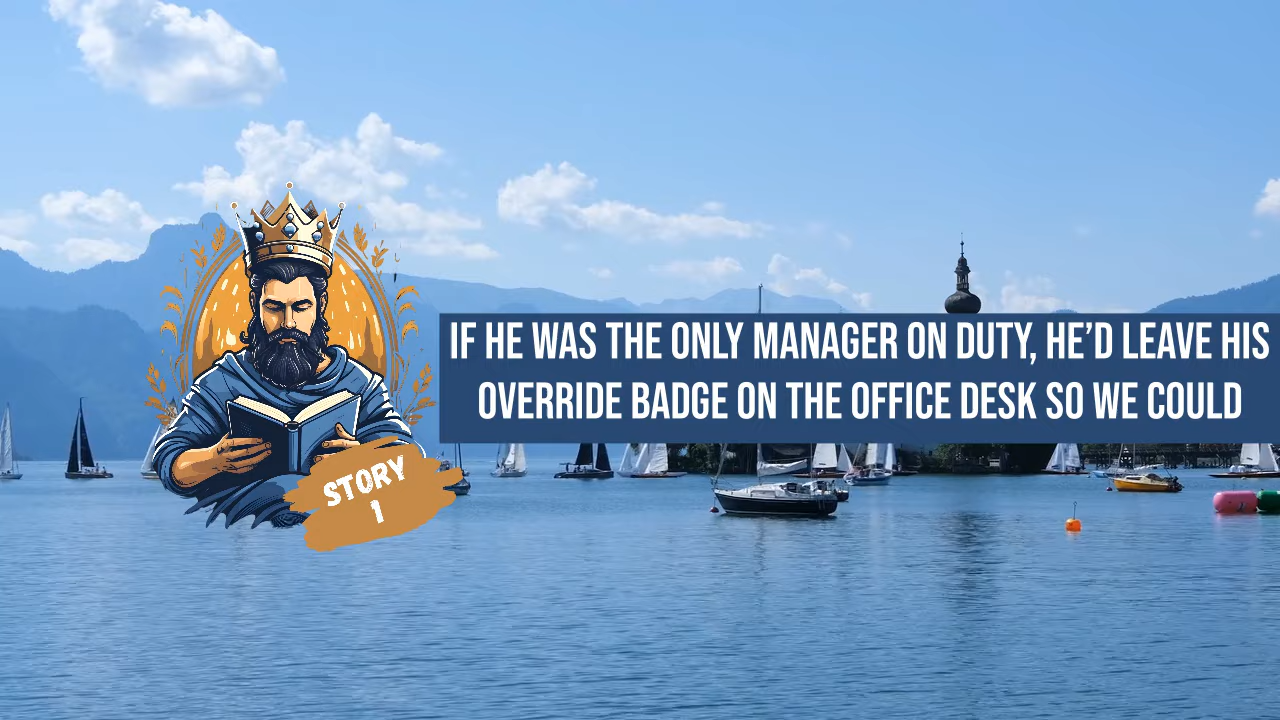 IF HE WAS THE ONLY MANAGER ON DUTY, HE’D LEAVE HIS
OVERRIDE BADGE ON THE OFFICE DESK SO WE COULD
STORY
1